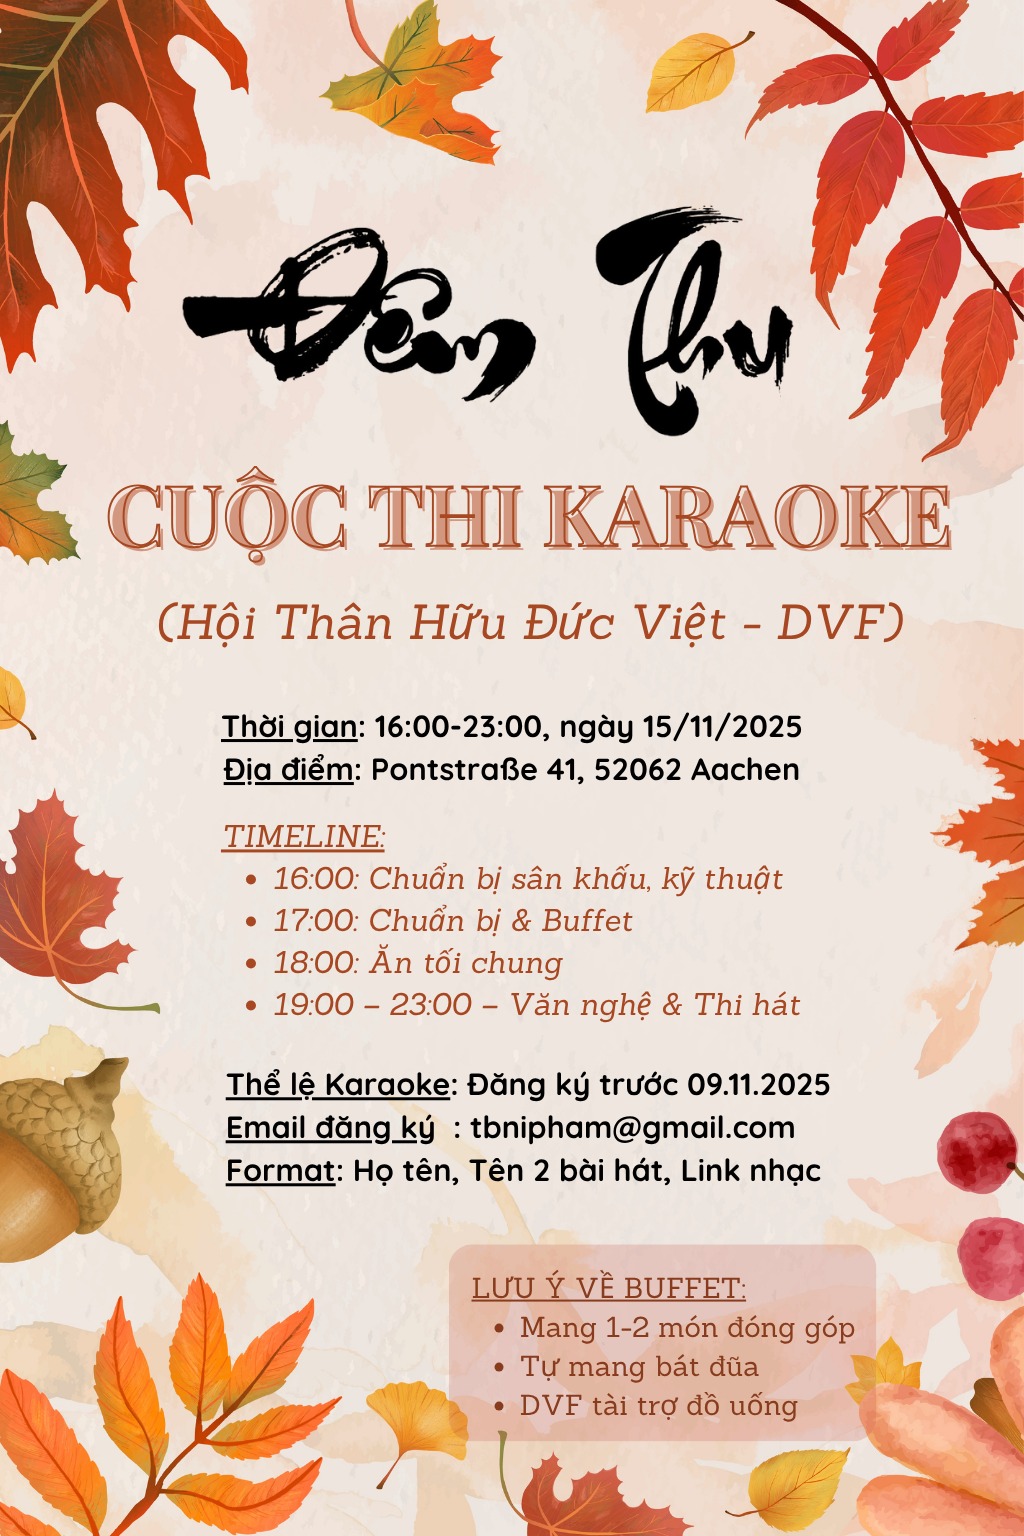 Đêm Thu
CUỘC THI KARAOKE
(Hội Thân Hữu Đức Việt - DVF)
Thời gian: 16:00-23:00, ngày 15/11/2025
Địa điểm: Pontstraße 41, 52062 Aachen
TIMELINE:
• 16:00: Chuẩn bị sân khấu, kỹ thuật
• 17:00: Chuẩn bị & Buffet
• 18:00: Ăn tối chung
• 19:00 – 23:00 – Văn nghệ & Thi hát
Thể lệ Karaoke: Đăng ký trước 09.11.2025
Email đăng ký : tbnipham@gmail.com
Format: Họ tên, Tên 2 bài hát, Link nhạc
LƯU Ý VỀ BUFFET:
• Mang 1-2 món đóng góp
• Tự mang bát đũa
• DVF tài trợ đồ uống